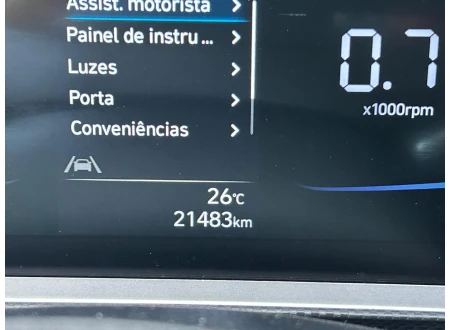 Assist. motorista >
Painel de instru ... >
Luzes >
Porta >
Conveniências >
0.7
x1000rpm
26°C
21483km